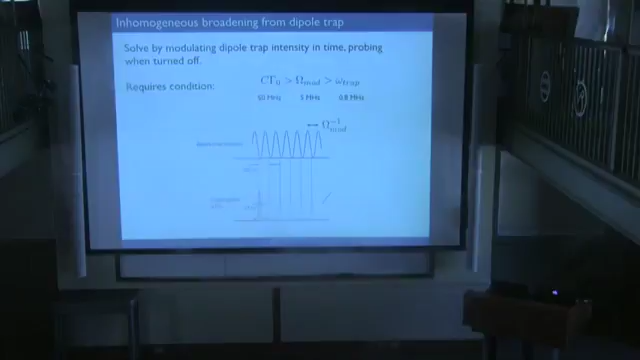 Inhomogeneous broadening from dipole trap
Solve by modulating dipole trap intensity in time, probing
when turned off.
Requires condition:
CΓ₀ > Ω_mod > ω_trap
60 MHz 5 MHz 0.8 MHz
Ω_mod⁻¹